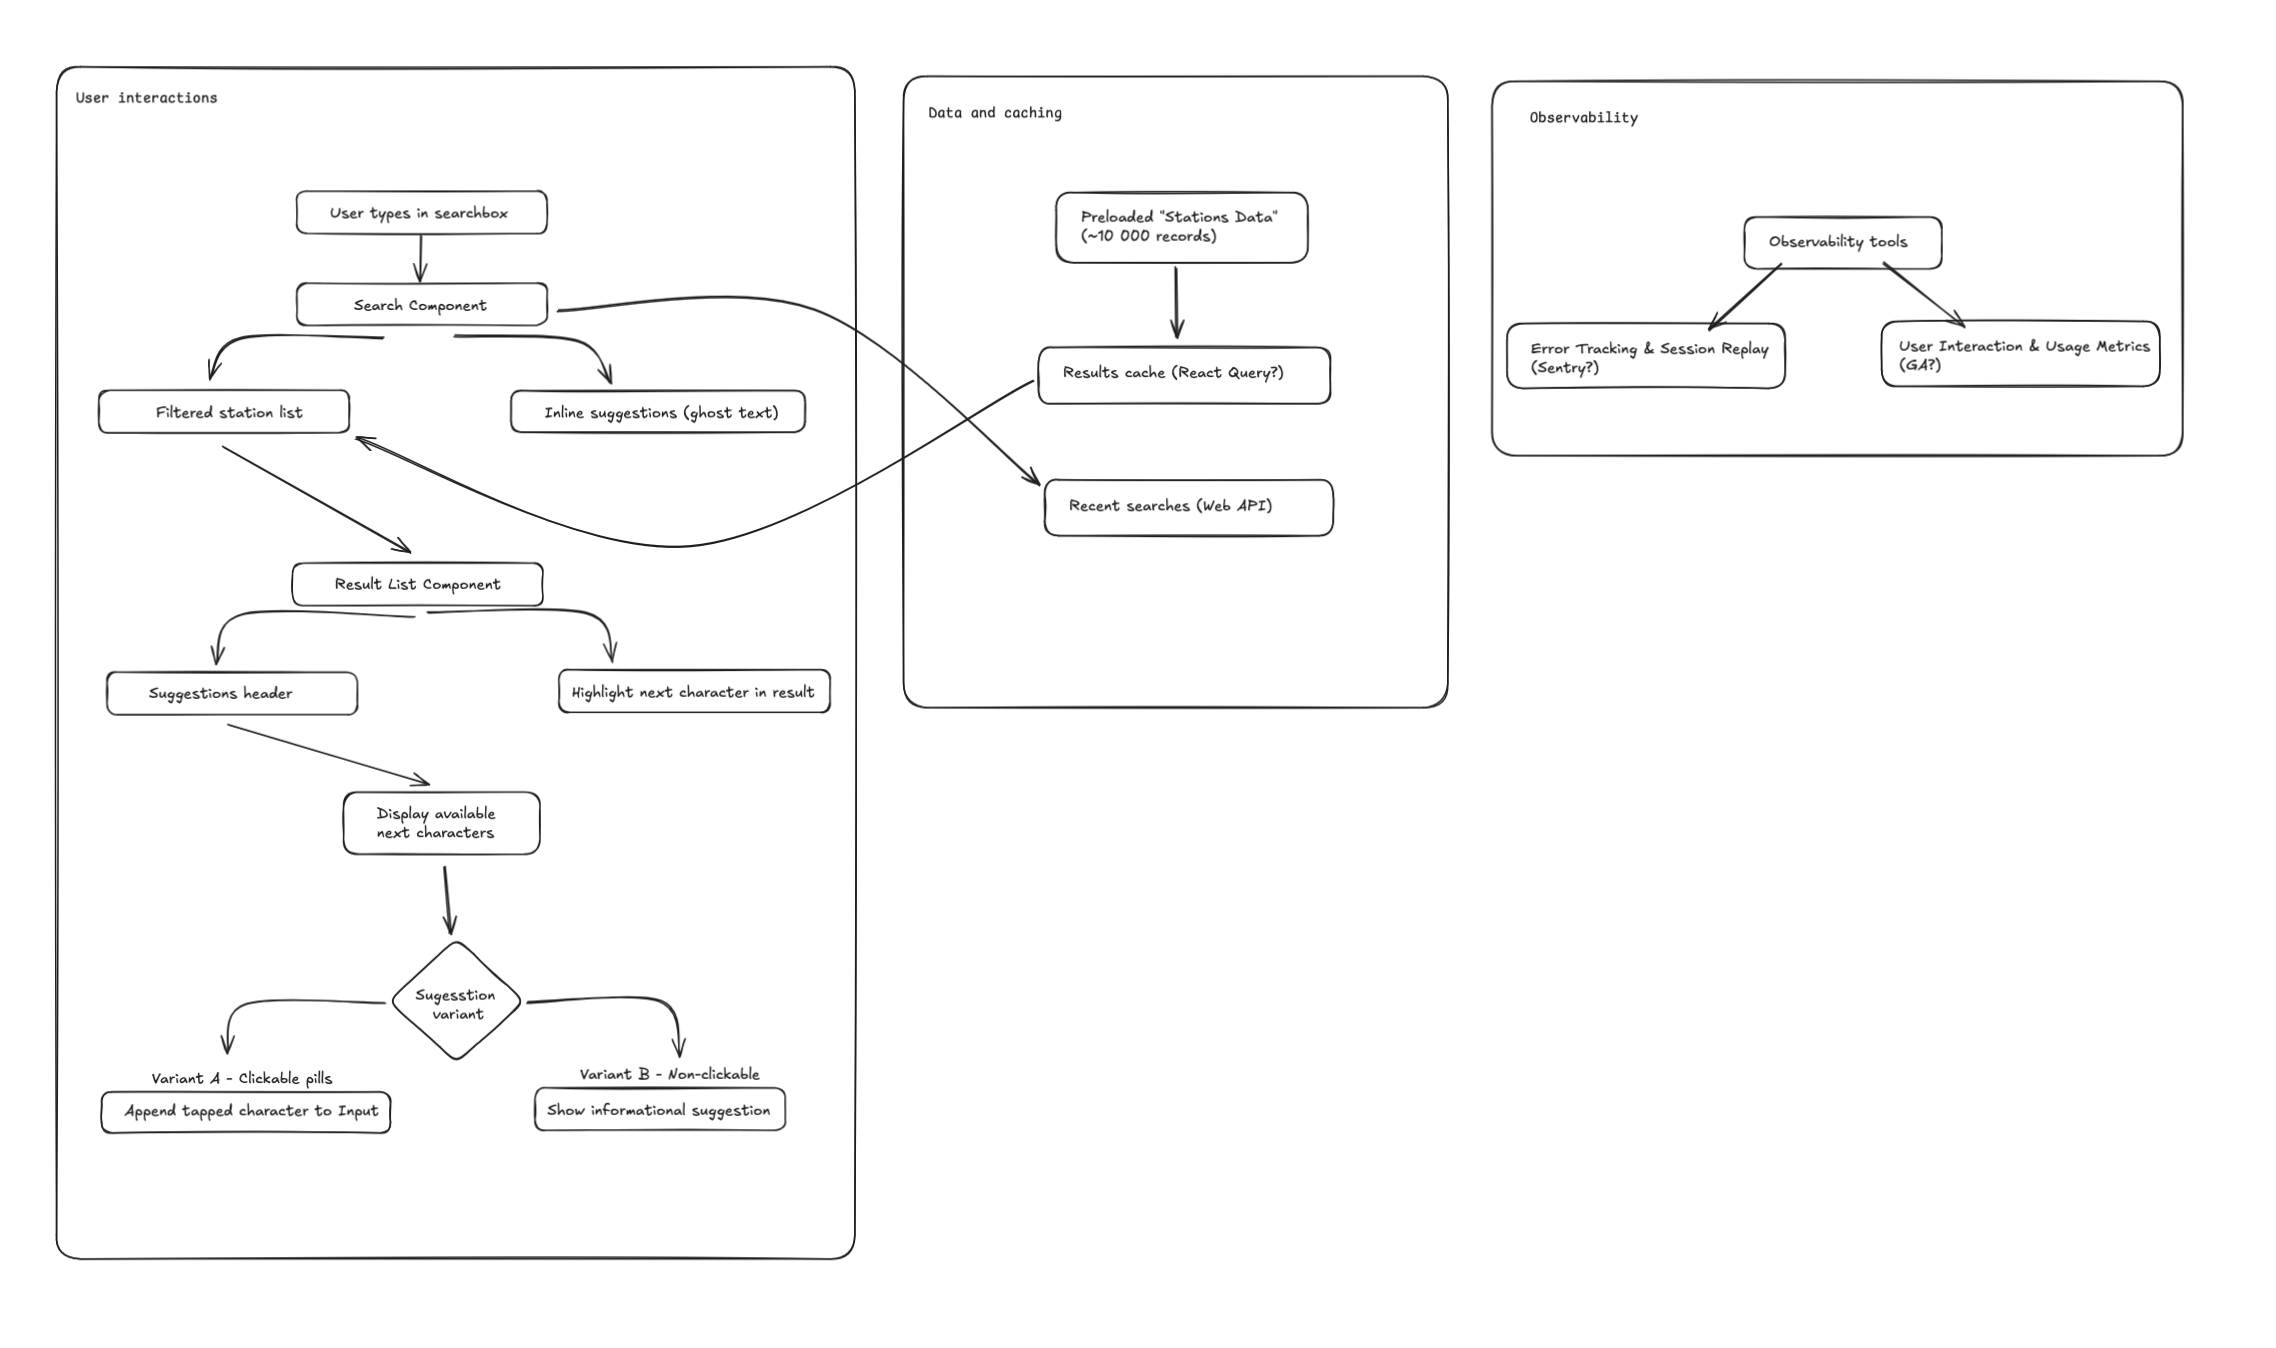 User interactions
User types in searchbox
Search Component
Filtered station list
Inline suggestions (ghost text)
Result List Component
Suggestions header
Highlight next character in result
Display available
next characters
Sugesstion
variant
Variant A - Clickable pills
Append tapped character to Input
Variant B - Non-clickable
Show informational suggestion
Data and caching
Preloaded "Stations Data"
(~10 000 records)
Results cache (React Query?)
Recent searches (Web API)
Observability
Observability tools
Error Tracking & Session Replay
(Sentry?)
User Interaction & Usage Metrics
(GA?)